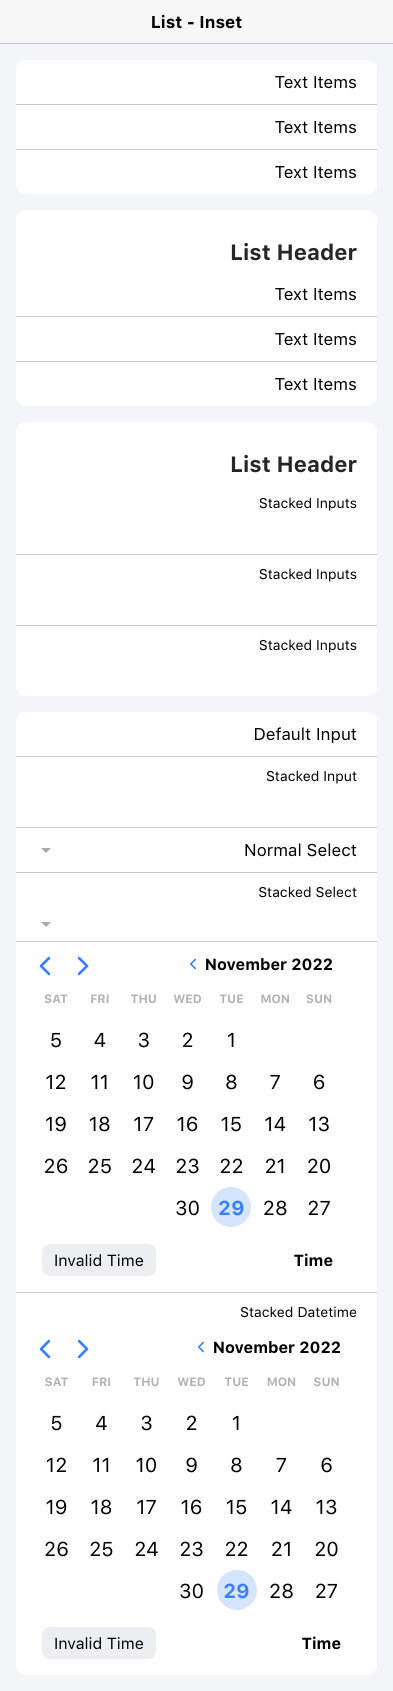 List - Inset
Text Items
Text Items
Text Items
List Header
Text Items
Text Items
Text Items
List Header
Stacked Inputs
Stacked Inputs
Stacked Inputs
Default Input
Stacked Input
Normal Select
Stacked Select
November 2022
SAT FRI THU WED TUE MON SUN
5 4 3 2 1
12 11 10 9 8 7 6
19 18 17 16 15 14 13
26 25 24 23 22 21 20
30 29 28 27
Invalid Time Time
Stacked Datetime
November 2022
SAT FRI THU WED TUE MON SUN
5 4 3 2 1
12 11 10 9 8 7 6
19 18 17 16 15 14 13
26 25 24 23 22 21 20
30 29 28 27
Invalid Time Time